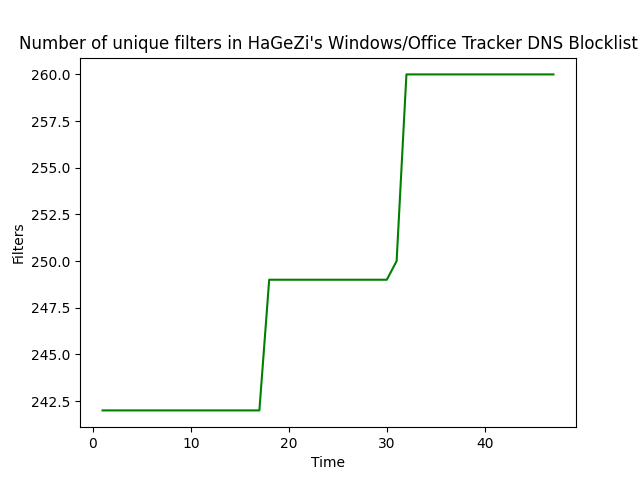 Number of unique filters in HaGeZi's Windows/Office Tracker DNS Blocklist
260.0
257.5
255.0
252.5
250.0
247.5
245.0
242.5
Filters
0 10 20 30 40
Time